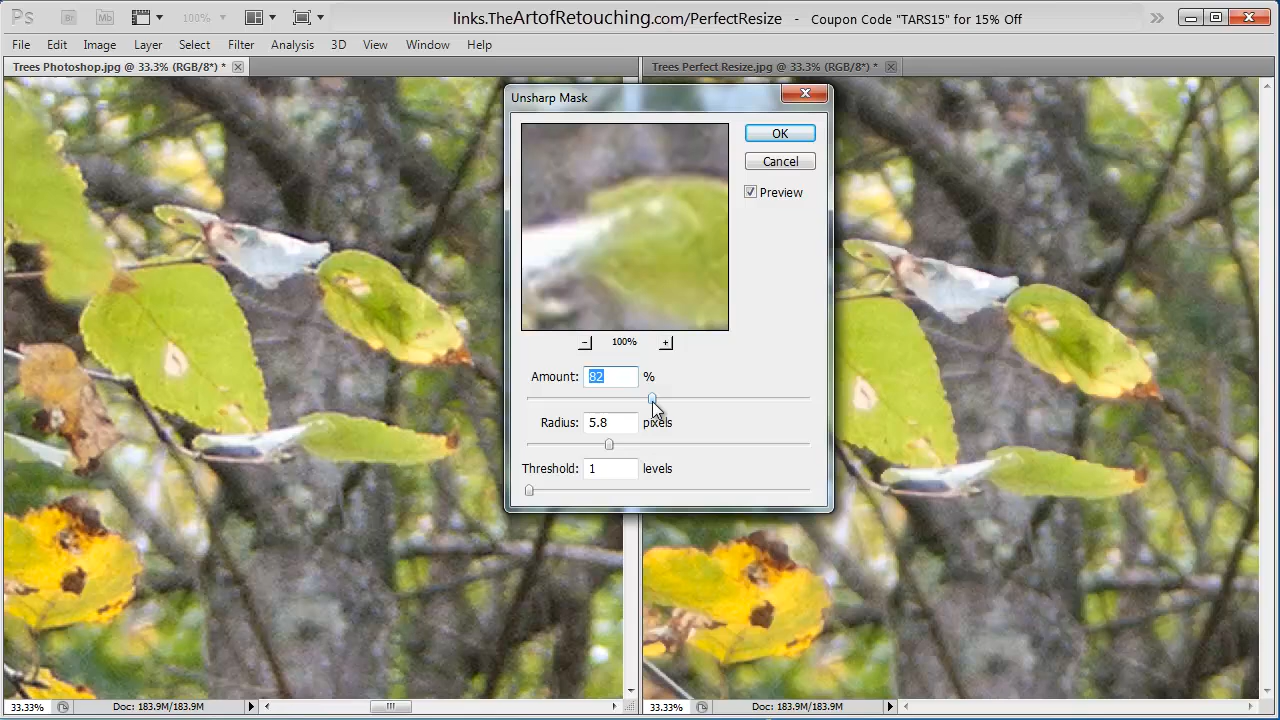 Br Mb 100% links.TheArtofRetouching.com/PerfectResize - Coupon Code "TARS15" for 15% Off
File Edit Image Layer Select Filter Analysis 3D View Window Help
Trees Photoshop.jpg @ 33.3% (RGB/8*) *
Trees Perfect Resize.jpg @ 33.3% (RGB/8*) *
Unsharp Mask
OK
Cancel
Preview
100%
Amount: 82 %
Radius: 5.8 pixels
Threshold: 1 levels
33.33% Doc: 183.9M/183.9M
33.33% Doc: 183.9M/183.9M